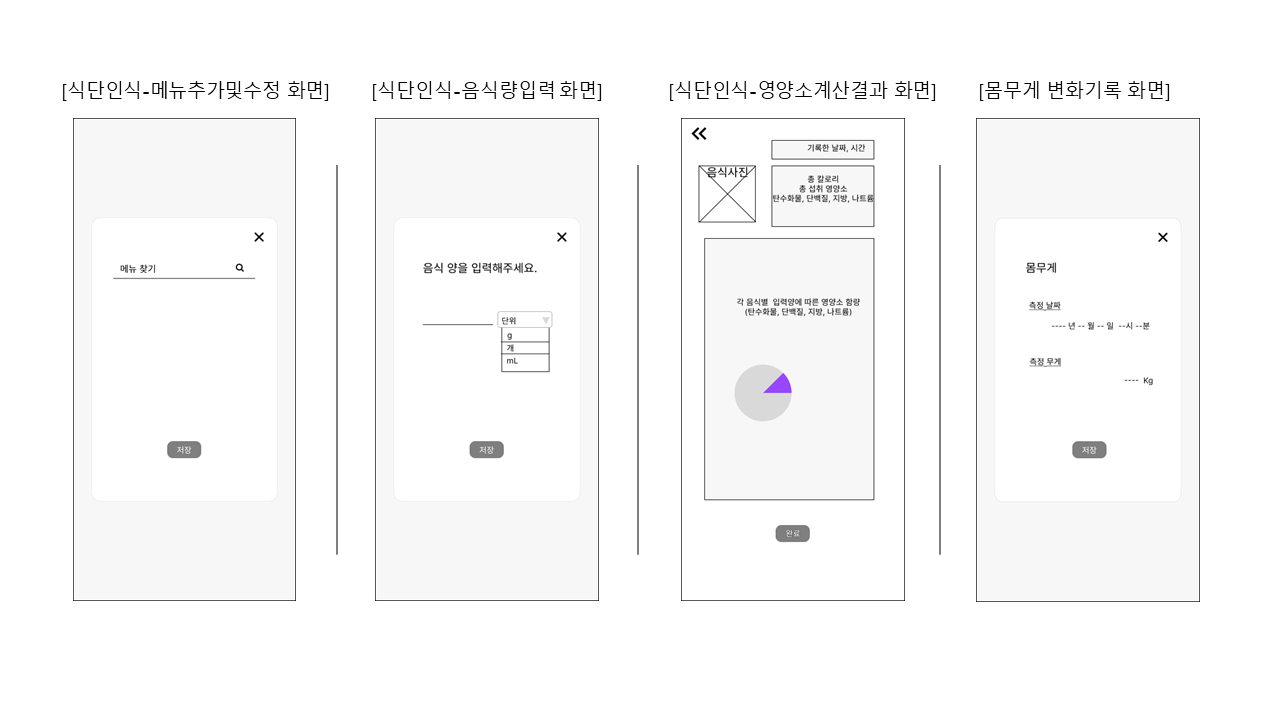 [식단인식-메뉴추가및수정 화면]
메뉴 찾기
저장
[식단인식-음식량입력 화면]
음식 양을 입력해주세요.
단위
g
개
mL
저장
[식단인식-영양소계산결과 화면]
기록한 날짜, 시간
음식사진
총 칼로리
총 섭취 영양소
탄수화물, 단백질, 지방, 나트륨
각 음식별 입력양에 따른 영양소 함량
(탄수화물, 단백질, 지방, 나트륨)
완료
[몸무게 변화기록 화면]
몸무게
측정 날짜
---- 년 -- 월 -- 일 --시 --분
측정 무게
---- Kg
저장